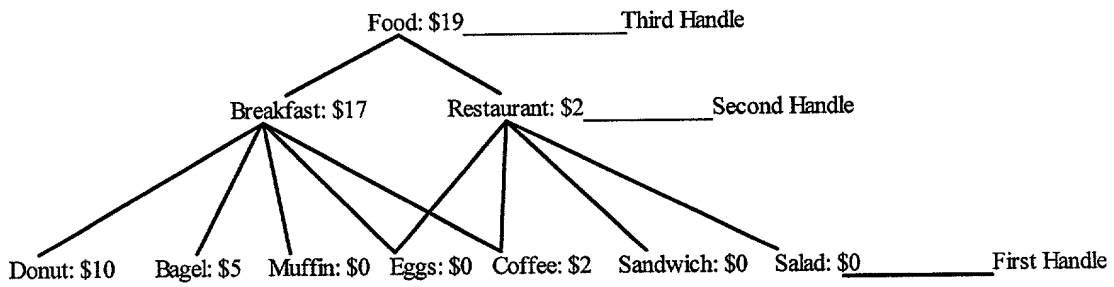 Food: $19 Third Handle
Breakfast: $17 Restaurant: $2 Second Handle
Donut: $10 Bagel: $5 Muffin: $0 Eggs: $0 Coffee: $2 Sandwich: $0 Salad: $0 First Handle